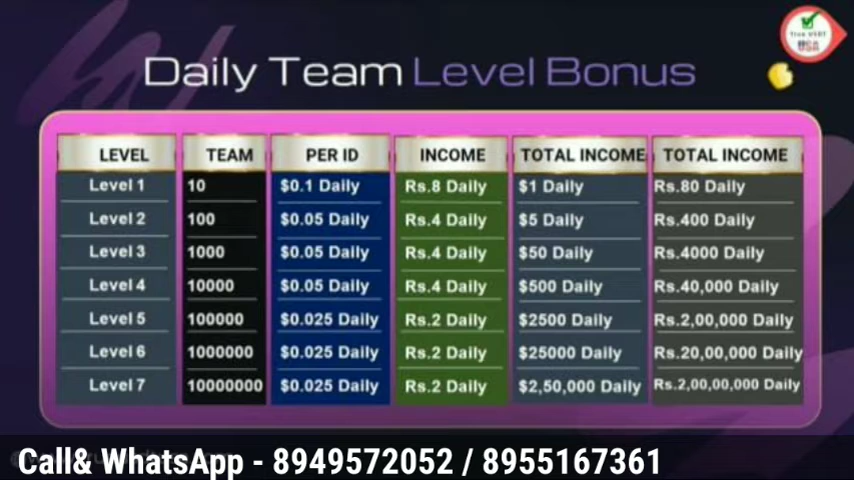 True USDT
Daily Team Level Bonus
LEVEL TEAM PER ID INCOME TOTAL INCOME TOTAL INCOME
Level 1 10 $0.1 Daily Rs.8 Daily $1 Daily Rs.80 Daily
Level 2 100 $0.05 Daily Rs.4 Daily $5 Daily Rs.400 Daily
Level 3 1000 $0.05 Daily Rs.4 Daily $50 Daily Rs.4000 Daily
Level 4 10000 $0.05 Daily Rs.4 Daily $500 Daily Rs.40,000 Daily
Level 5 100000 $0.025 Daily Rs.2 Daily $2500 Daily Rs.2,00,000 Daily
Level 6 1000000 $0.025 Daily Rs.2 Daily $25000 Daily Rs.20,00,000 Daily
Level 7 10000000 $0.025 Daily Rs.2 Daily $2,50,000 Daily Rs.2,00,00,000 Daily
Call& WhatsApp - 8949572052 / 8955167361